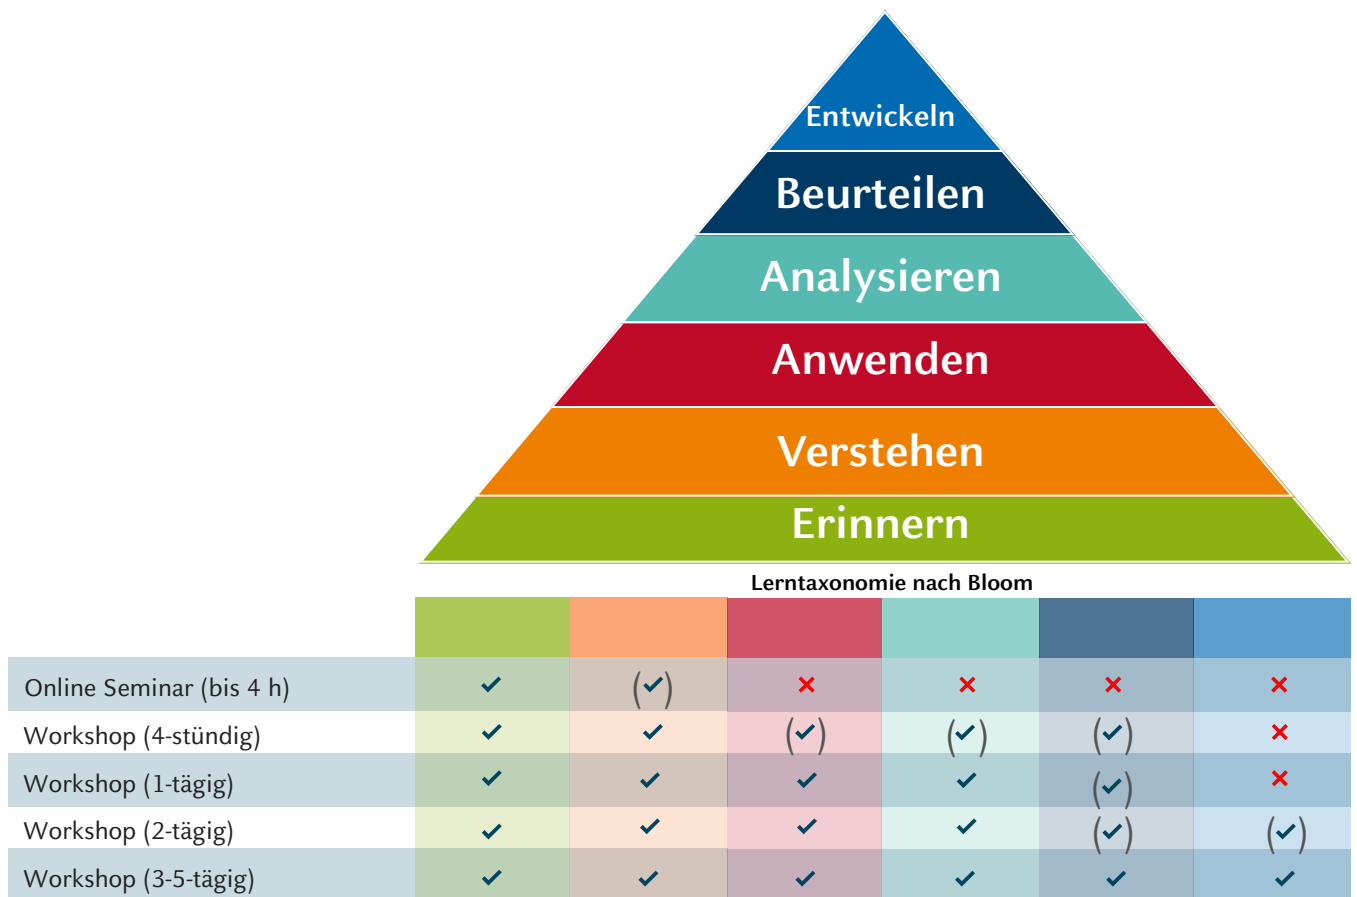 Entwickeln
Beurteilen
Analysieren
Anwenden
Verstehen
Erinnern
Lerntaxonomie nach Bloom
Online Seminar (bis 4 h) ✓ (✓) ✗ ✗ ✗ ✗
Workshop (4-stündig) ✓ ✓ (✓) (✓) (✓) ✗
Workshop (1-tägig) ✓ ✓ ✓ ✓ (✓) ✗
Workshop (2-tägig) ✓ ✓ ✓ ✓ (✓) (✓)
Workshop (3-5-tägig) ✓ ✓ ✓ ✓ ✓ ✓